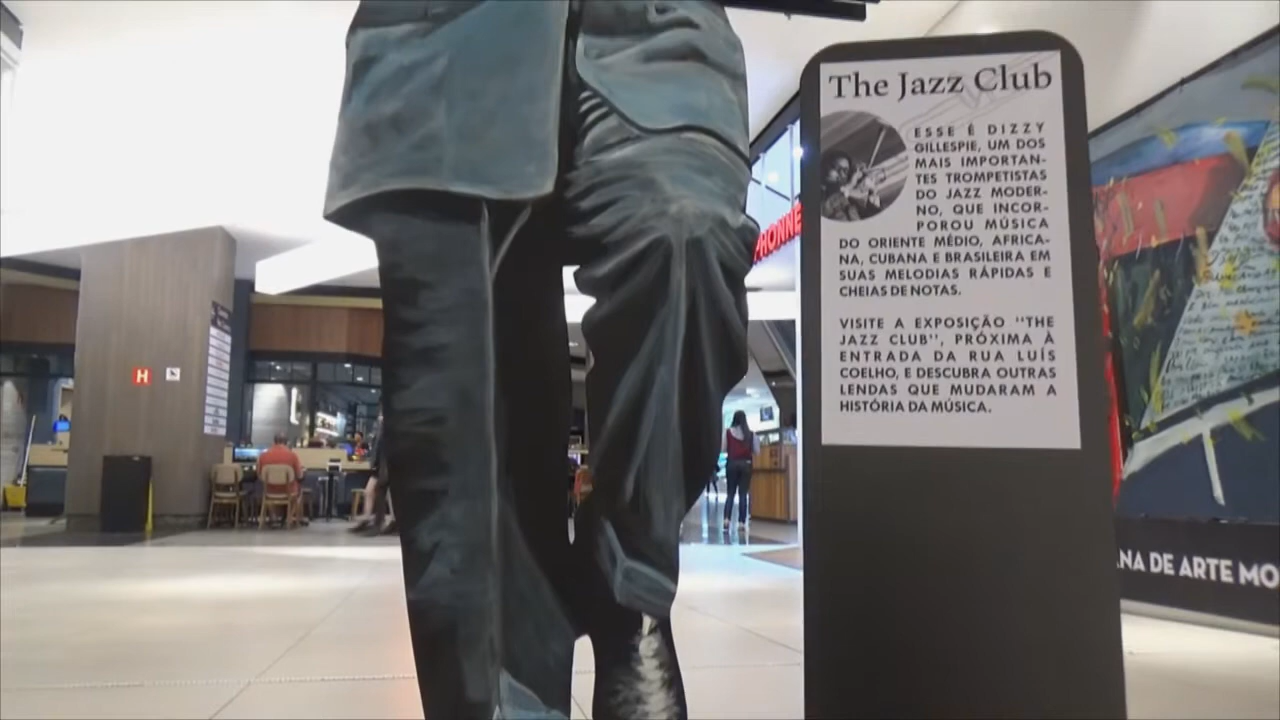 The Jazz Club
ESSE É DIZZY
GILLESPIE, UM DOS
MAIS IMPORTAN-
TES TROMPETISTAS
DO JAZZ MODER-
NO, QUE INCOR-
POROU MÚSICA
DO ORIENTE MÉDIO, AFRICA-
NA, CUBANA E BRASILEIRA EM
SUAS MELODIAS RÁPIDAS E
CHEIAS DE NOTAS.
VISITE A EXPOSIÇÃO "THE
JAZZ CLUB", PRÓXIMA À
ENTRADA DA RUA LUÍS
COELHO, E DESCUBRA OUTRAS
LENDAS QUE MUDARAM A
HISTÓRIA DA MÚSICA.
PHONNE
H
NA DE ARTE MO